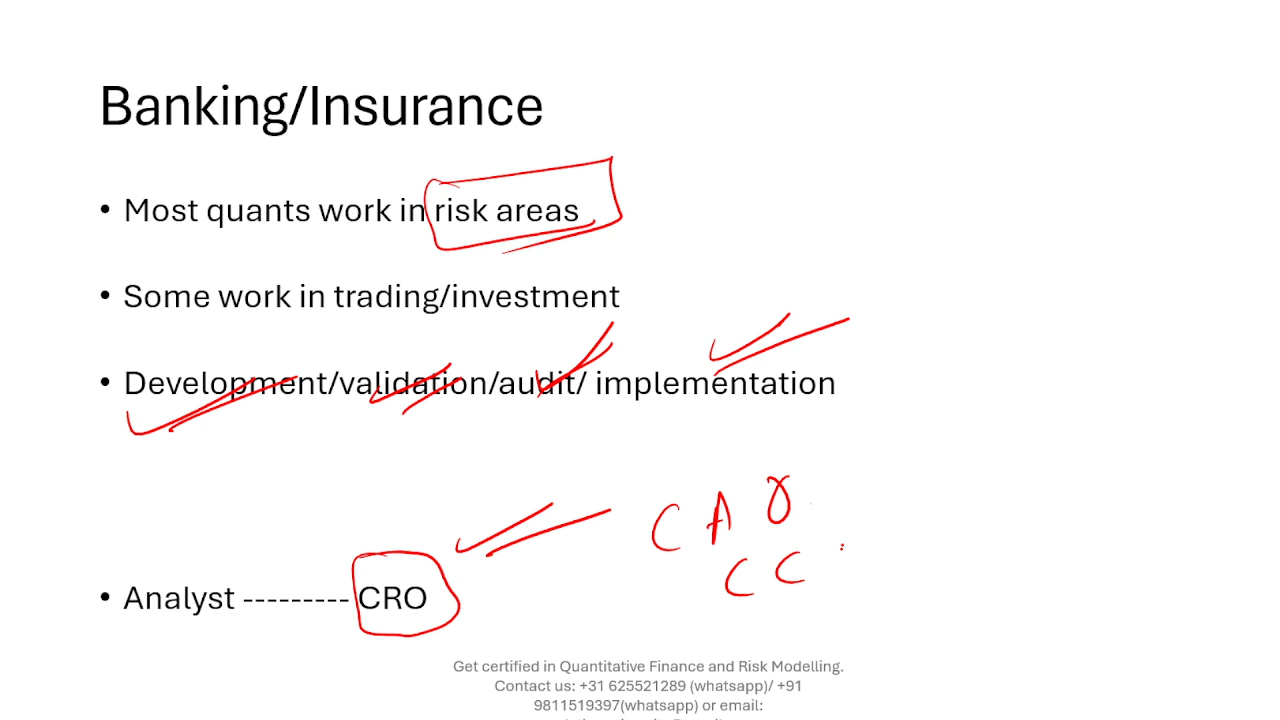 Banking/Insurance
• Most quants work in risk areas
• Some work in trading/investment
• Development/validation/audit/ implementation
C A O
C C
• Analyst --------- CRO
Get certified in Quantitative Finance and Risk Modelling.
Contact us: +31 625521289 (whatsapp)/ +91
9811519397(whatsapp) or email: